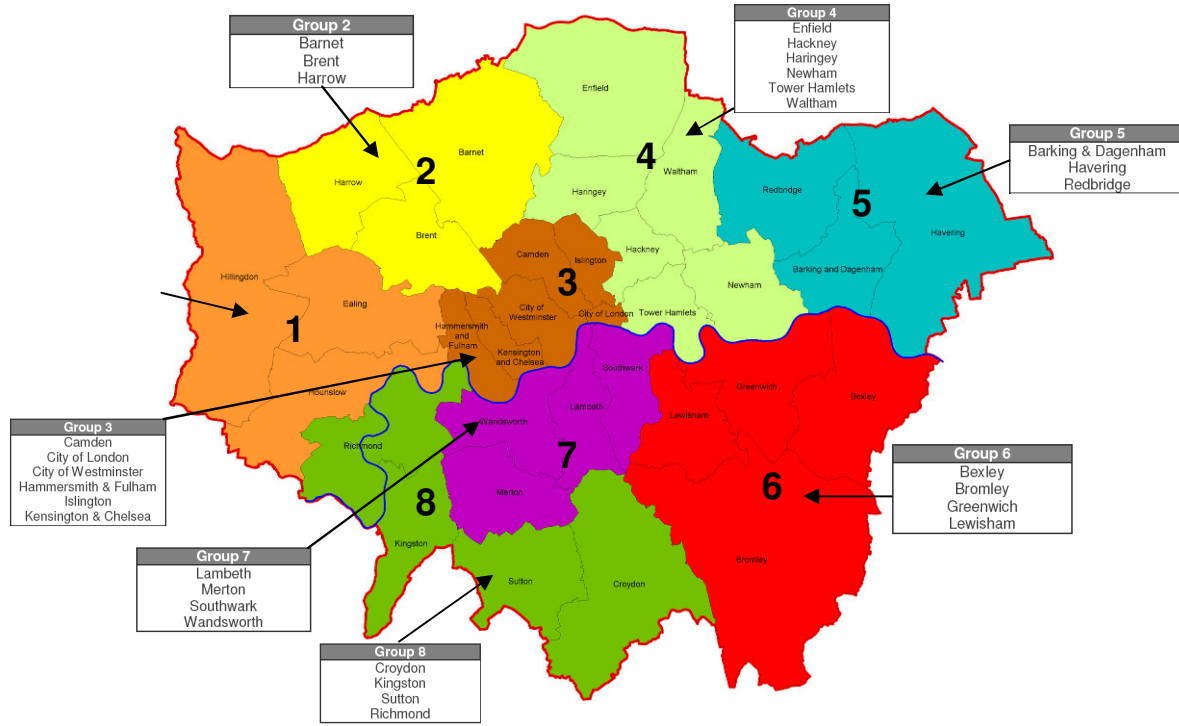 Group 2
Barnet
Brent
Harrow
Group 4
Enfield
Hackney
Haringey
Newham
Tower Hamlets
Waltham
Group 5
Barking & Dagenham
Havering
Redbridge
Enfield
Barnet
2
4
Harrow
Haringey
Waltham
Redbridge
5
Brent
Camden
Islington
Hackney
Havering
Hillingdon
3
Barking and Dagenham
Ealing
Newham
1
City of
Westminster
City of London
Tower Hamlets
Hammersmith
and
Fulham
Kensington
and Chelsea
Southwark
Hounslow
Greenwich
Bexley
Lambeth
Lewisham
Wandsworth
Richmond
7
6
Merton
8
Kingston
Bromley
Sutton
Croydon
Group 3
Camden
City of London
City of Westminster
Hammersmith & Fulham
Islington
Kensington & Chelsea
Group 6
Bexley
Bromley
Greenwich
Lewisham
Group 7
Lambeth
Merton
Southwark
Wandsworth
Group 8
Croydon
Kingston
Sutton
Richmond